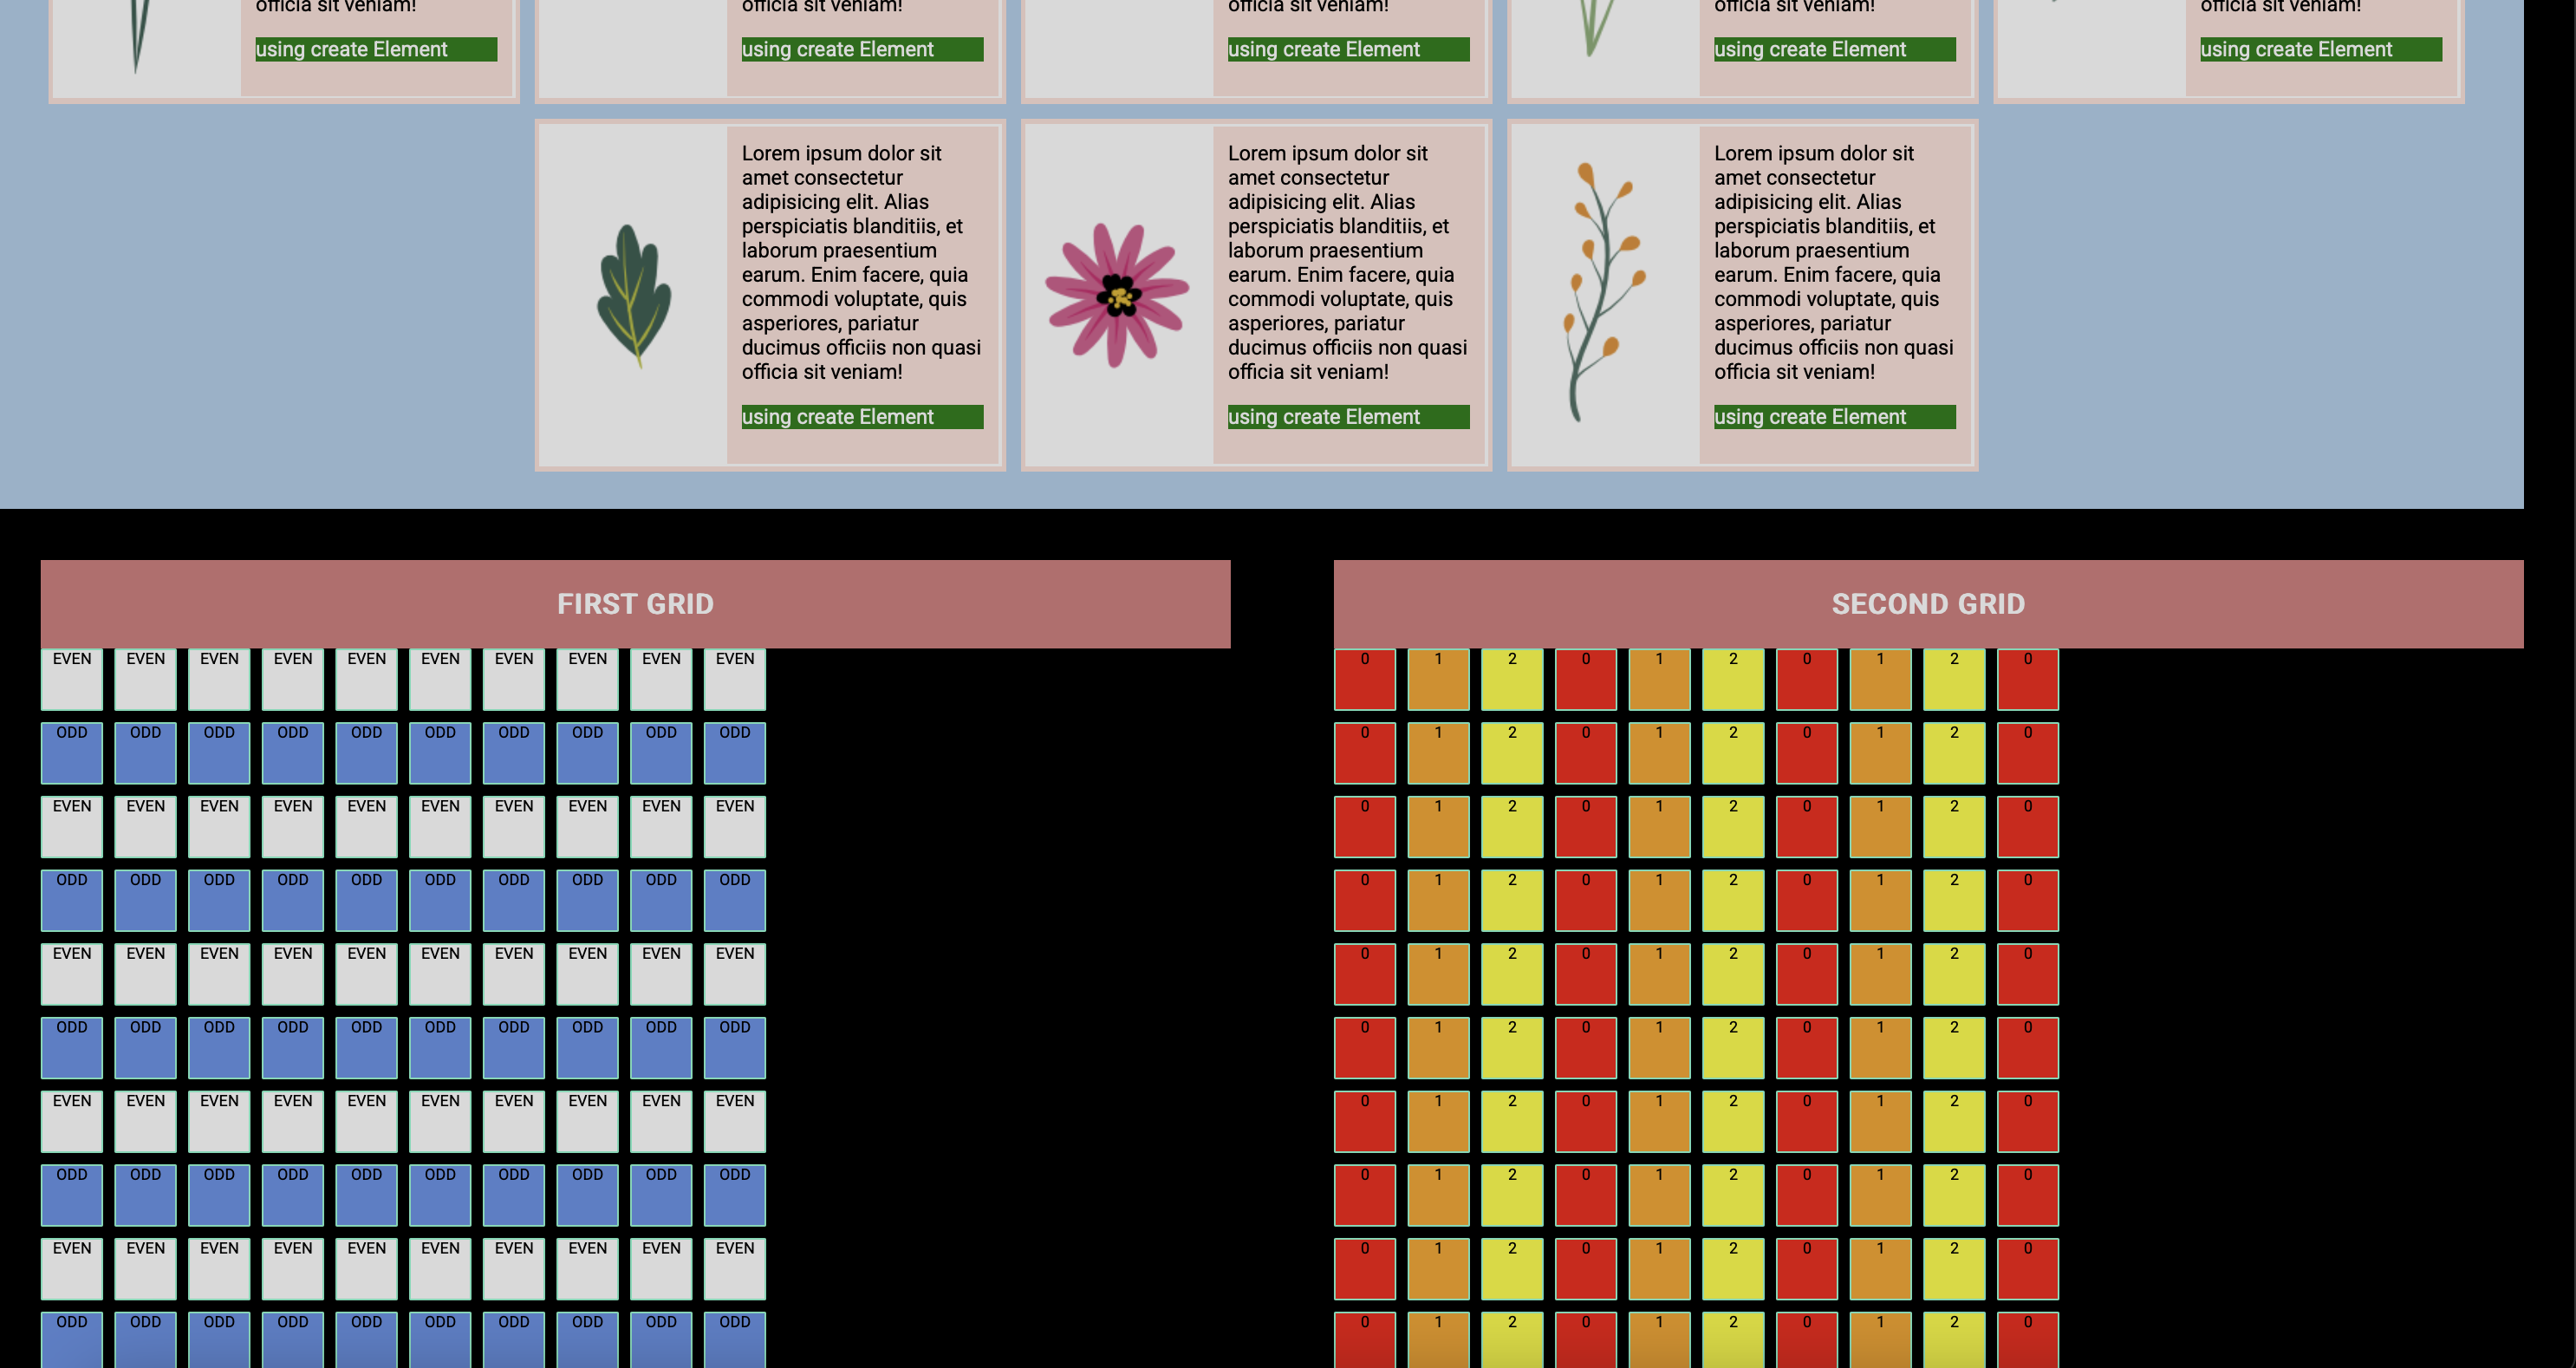 officia sit veniam! officia sit veniam! officia sit veniam! officia sit veniam! officia sit veniam!
using create Element using create Element using create Element using create Element using create Element
Lorem ipsum dolor sit
amet consectetur
adipisicing elit. Alias
perspiciatis blanditiis, et
laborum praesentium
earum. Enim facere, quia
commodi voluptate, quis
asperiores, pariatur
ducimus officiis non quasi
officia sit veniam!
using create Element
Lorem ipsum dolor sit
amet consectetur
adipisicing elit. Alias
perspiciatis blanditiis, et
laborum praesentium
earum. Enim facere, quia
commodi voluptate, quis
asperiores, pariatur
ducimus officiis non quasi
officia sit veniam!
using create Element
Lorem ipsum dolor sit
amet consectetur
adipisicing elit. Alias
perspiciatis blanditiis, et
laborum praesentium
earum. Enim facere, quia
commodi voluptate, quis
asperiores, pariatur
ducimus officiis non quasi
officia sit veniam!
using create Element
FIRST GRID
EVEN EVEN EVEN EVEN EVEN EVEN EVEN EVEN EVEN EVEN
ODD ODD ODD ODD ODD ODD ODD ODD ODD ODD
EVEN EVEN EVEN EVEN EVEN EVEN EVEN EVEN EVEN EVEN
ODD ODD ODD ODD ODD ODD ODD ODD ODD ODD
EVEN EVEN EVEN EVEN EVEN EVEN EVEN EVEN EVEN EVEN
ODD ODD ODD ODD ODD ODD ODD ODD ODD ODD
EVEN EVEN EVEN EVEN EVEN EVEN EVEN EVEN EVEN EVEN
ODD ODD ODD ODD ODD ODD ODD ODD ODD ODD
EVEN EVEN EVEN EVEN EVEN EVEN EVEN EVEN EVEN EVEN
ODD ODD ODD ODD ODD ODD ODD ODD ODD ODD
SECOND GRID
0 1 2 0 1 2 0 1 2 0
0 1 2 0 1 2 0 1 2 0
0 1 2 0 1 2 0 1 2 0
0 1 2 0 1 2 0 1 2 0
0 1 2 0 1 2 0 1 2 0
0 1 2 0 1 2 0 1 2 0
0 1 2 0 1 2 0 1 2 0
0 1 2 0 1 2 0 1 2 0
0 1 2 0 1 2 0 1 2 0
0 1 2 0 1 2 0 1 2 0